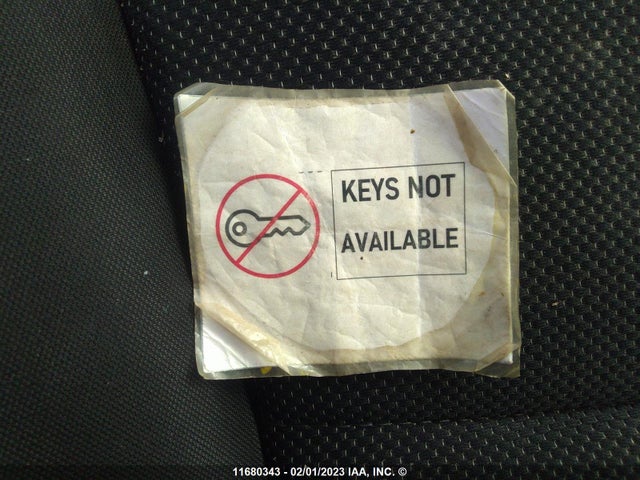 KEYS NOT
AVAILABLE
11680343 - 02/01/2023 IAA, INC. ©